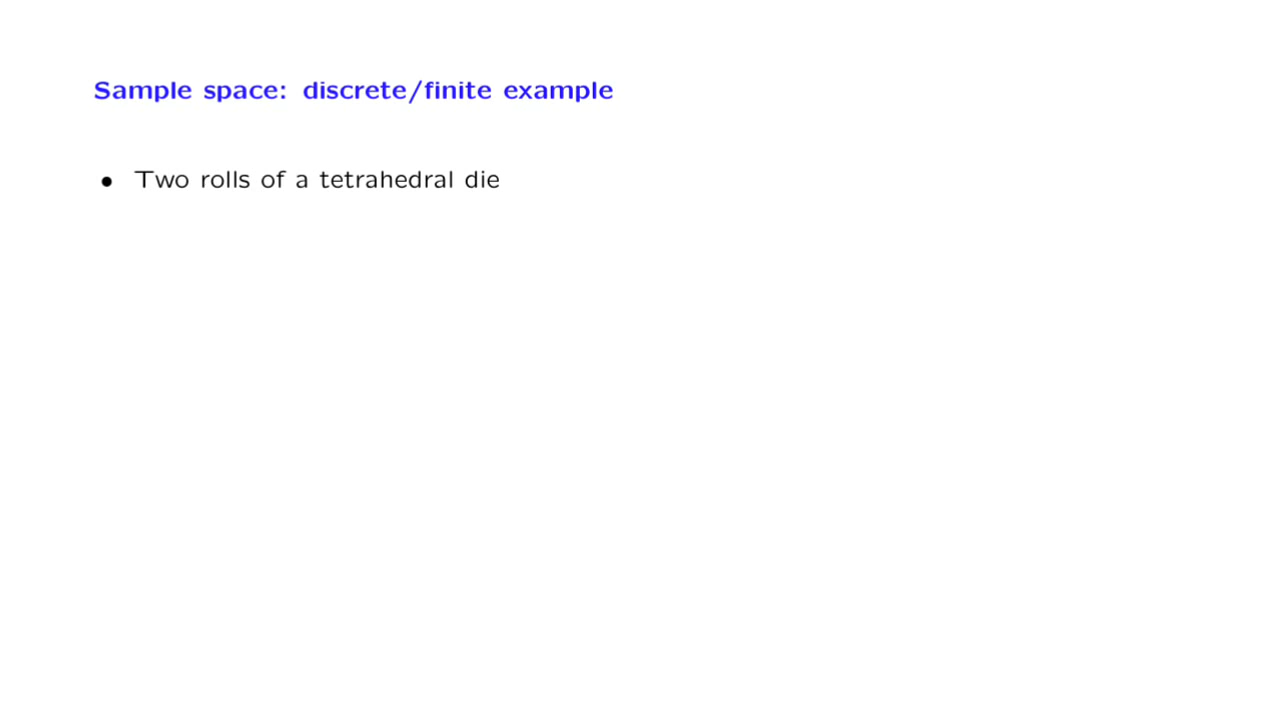 Sample space: discrete/finite example
• Two rolls of a tetrahedral die